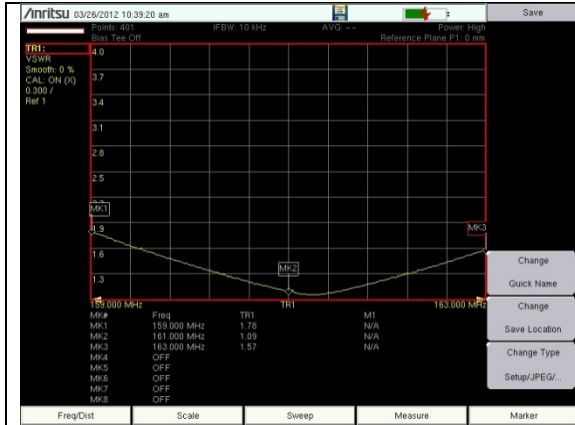 Anritsu 03/26/2012 10:39:20 am
Save
Points: 401 IFBW: 10 kHz AVG: -- Power: High
Bias Tee Off Reference Plane P1: 0 mm
TR1:
VSWR
Smooth: 0 %
CAL: ON (X)
0.300 /
Ref 1
4.0
3.7
3.4
3.1
2.8
2.5
MK1
1.9
MK3
1.6
MK2
1.3
159.000 MHz TR1 163.000 MHz
MK# Freq TR1 M1
MK1 159.000 MHz 1.78 N/A
MK2 161.000 MHz 1.09 N/A
MK3 163.000 MHz 1.57 N/A
MK4 OFF
MK5 OFF
MK6 OFF
MK7 OFF
MK8 OFF
Change
Quick Name
Change
Save Location
Change Type
Setup/JPEG/...
Freq/Dist Scale Sweep Measure Marker